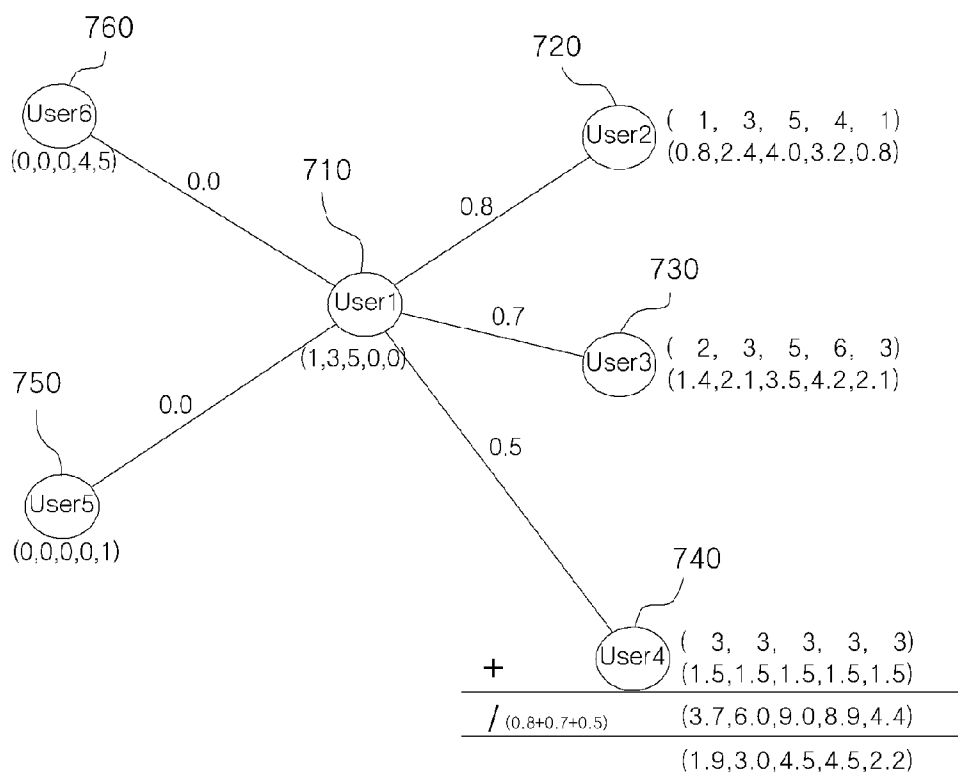 760
720
User6
(0,0,0,4,5)
User2
( 1, 3, 5, 4, 1)
(0.8,2.4,4.0,3.2,0.8)
710
0.0
0.8
730
User1
(1,3,5,0,0)
0.7
User3
( 2, 3, 5, 6, 3)
(1.4,2.1,3.5,4.2,2.1)
750
0.0
0.5
User5
(0,0,0,0,1)
740
User4
( 3, 3, 3, 3, 3)
+ (1.5,1.5,1.5,1.5,1.5)
/ (0.8+0.7+0.5) (3.7,6.0,9.0,8.9,4.4)
(1.9,3.0,4.5,4.5,2.2)